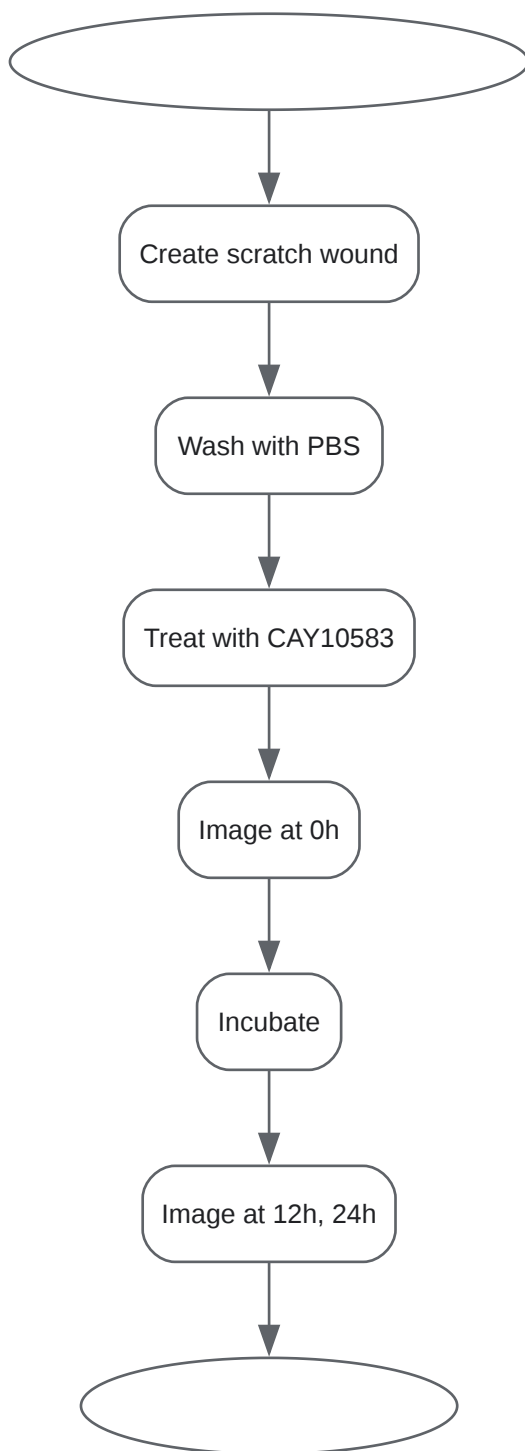 Create scratch wound
Wash with PBS
Treat with CAY10583
Image at 0h
Incubate
Image at 12h, 24h